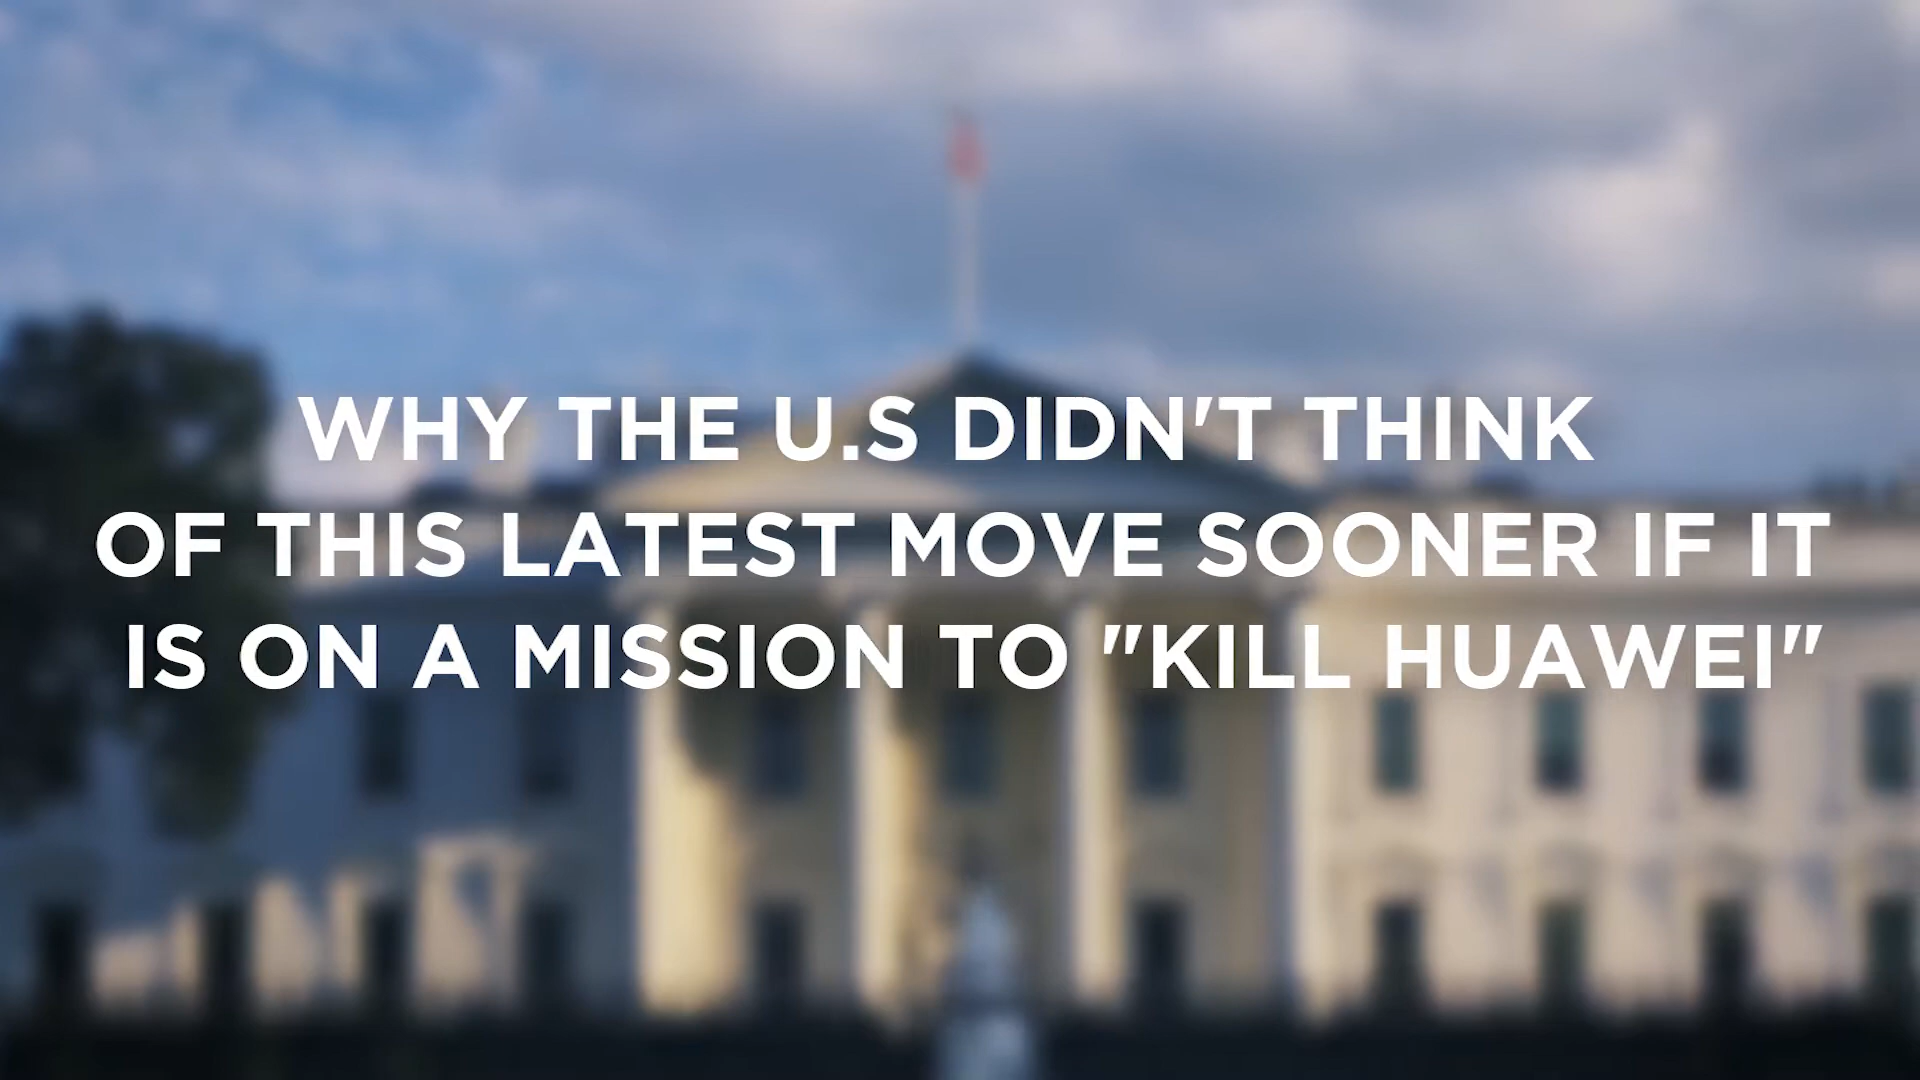 WHY THE U.S DIDN'T THINK
OF THIS LATEST MOVE SOONER IF IT
IS ON A MISSION TO "KILL HUAWEI"